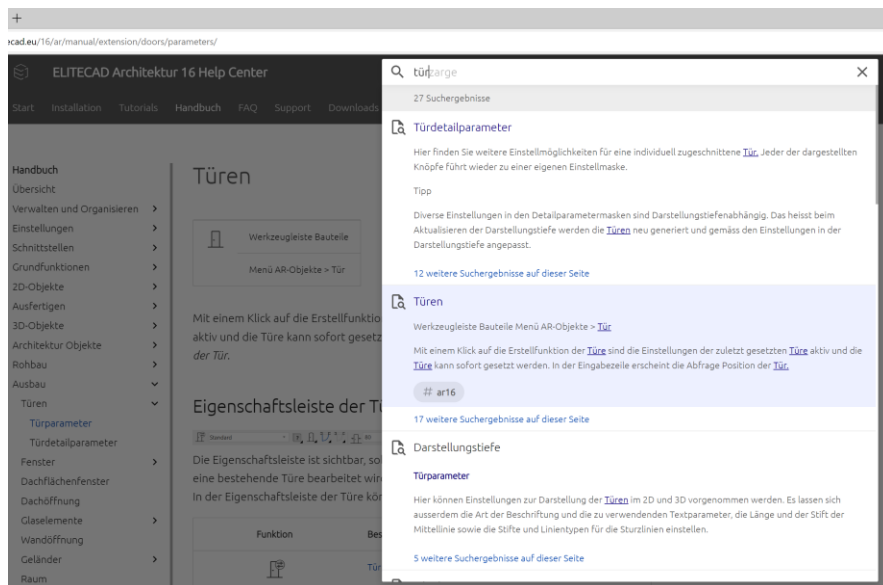 +
ecad.eu/16/ar/manual/extension/doors/parameters/
ELITECAD Architektur 16 Help Center
Start Installation Tutorials Handbuch FAQ Support Downloads
Handbuch
Übersicht
Verwalten und Organisieren
Einstellungen
Schnittstellen
Grundfunktionen
2D-Objekte
Ausfertigen
3D-Objekte
Architektur Objekte
Rohbau
Ausbau
Türen
Türparameter
Türdetailparameter
Fenster
Dachflächenfenster
Dachöffnung
Glaselemente
Wandöffnung
Geländer
Raum
Türen
Werkzeugleiste Bauteile
Menü AR-Objekte > Tür
Mit einem Klick auf die Erstellfunktio
aktiv und die Türe kann sofort gesetz
der Tür.
Eigenschaftsleiste der Tü
Standard 80
Die Eigenschaftsleiste ist sichtbar, so
eine bestehende Türe bearbeitet wir
In der Eigenschaftsleiste der Türe kö
Funktion Bes
Tür
türzarge
27 Suchergebnisse
Türdetailparameter
Hier finden Sie weitere Einstellmöglichkeiten für eine individuell zugeschnittene Tür. Jeder der dargestellten
Knöpfe führt wieder zu einer eigenen Einstellmaske.
Tipp
Diverse Einstellungen in den Detailparametermasken sind Darstellungstiefenabhängig. Das heisst beim
Aktualisieren der Darstellungstiefe werden die Türen neu generiert und gemäss den Einstellungen in der
Darstellungstiefe angepasst.
12 weitere Suchergebnisse auf dieser Seite
Türen
Werkzeugleiste Bauteile Menü AR-Objekte > Tür
Mit einem Klick auf die Erstellfunktion der Türe sind die Einstellungen der zuletzt gesetzten Türe aktiv und die
Türe kann sofort gesetzt werden. In der Eingabezeile erscheint die Abfrage Position der Tür.
# ar16
17 weitere Suchergebnisse auf dieser Seite
Darstellungstiefe
Türparameter
Hier können Einstellungen zur Darstellung der Türen im 2D und 3D vorgenommen werden. Es lassen sich
ausserdem die Art der Beschriftung und die zu verwendenden Textparameter, die Länge und der Stift der
Mittellinie sowie die Stifte und Linientypen für die Sturzlinien einstellen.
5 weitere Suchergebnisse auf dieser Seite